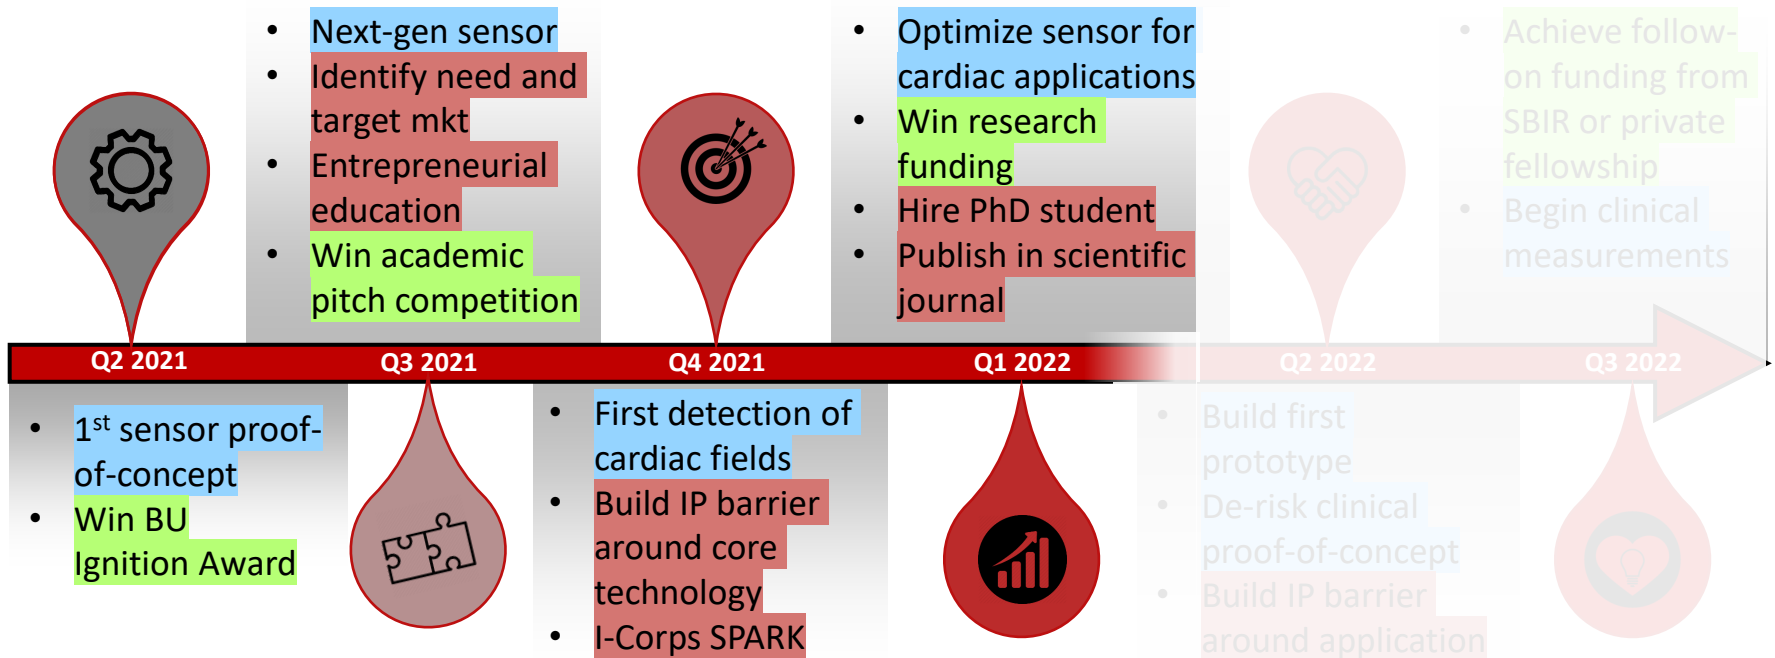 • Next-gen sensor
• Identify need and
target mkt
• Entrepreneurial
education
• Win academic
pitch competition
• Optimize sensor for
cardiac applications
• Win research
funding
• Hire PhD student
• Publish in scientific
journal
• Achieve follow-
on funding from
SBIR or private
fellowship
• Begin clinical
measurements
Q2 2021
Q3 2021
Q4 2021
Q1 2022
Q2 2022
Q3 2022
• 1st sensor proof-
of-concept
• Win BU
Ignition Award
• First detection of
cardiac fields
• Build IP barrier
around core
technology
• I-Corps SPARK
• Build first
prototype
• De-risk clinical
proof-of-concept
• Build IP barrier
around application